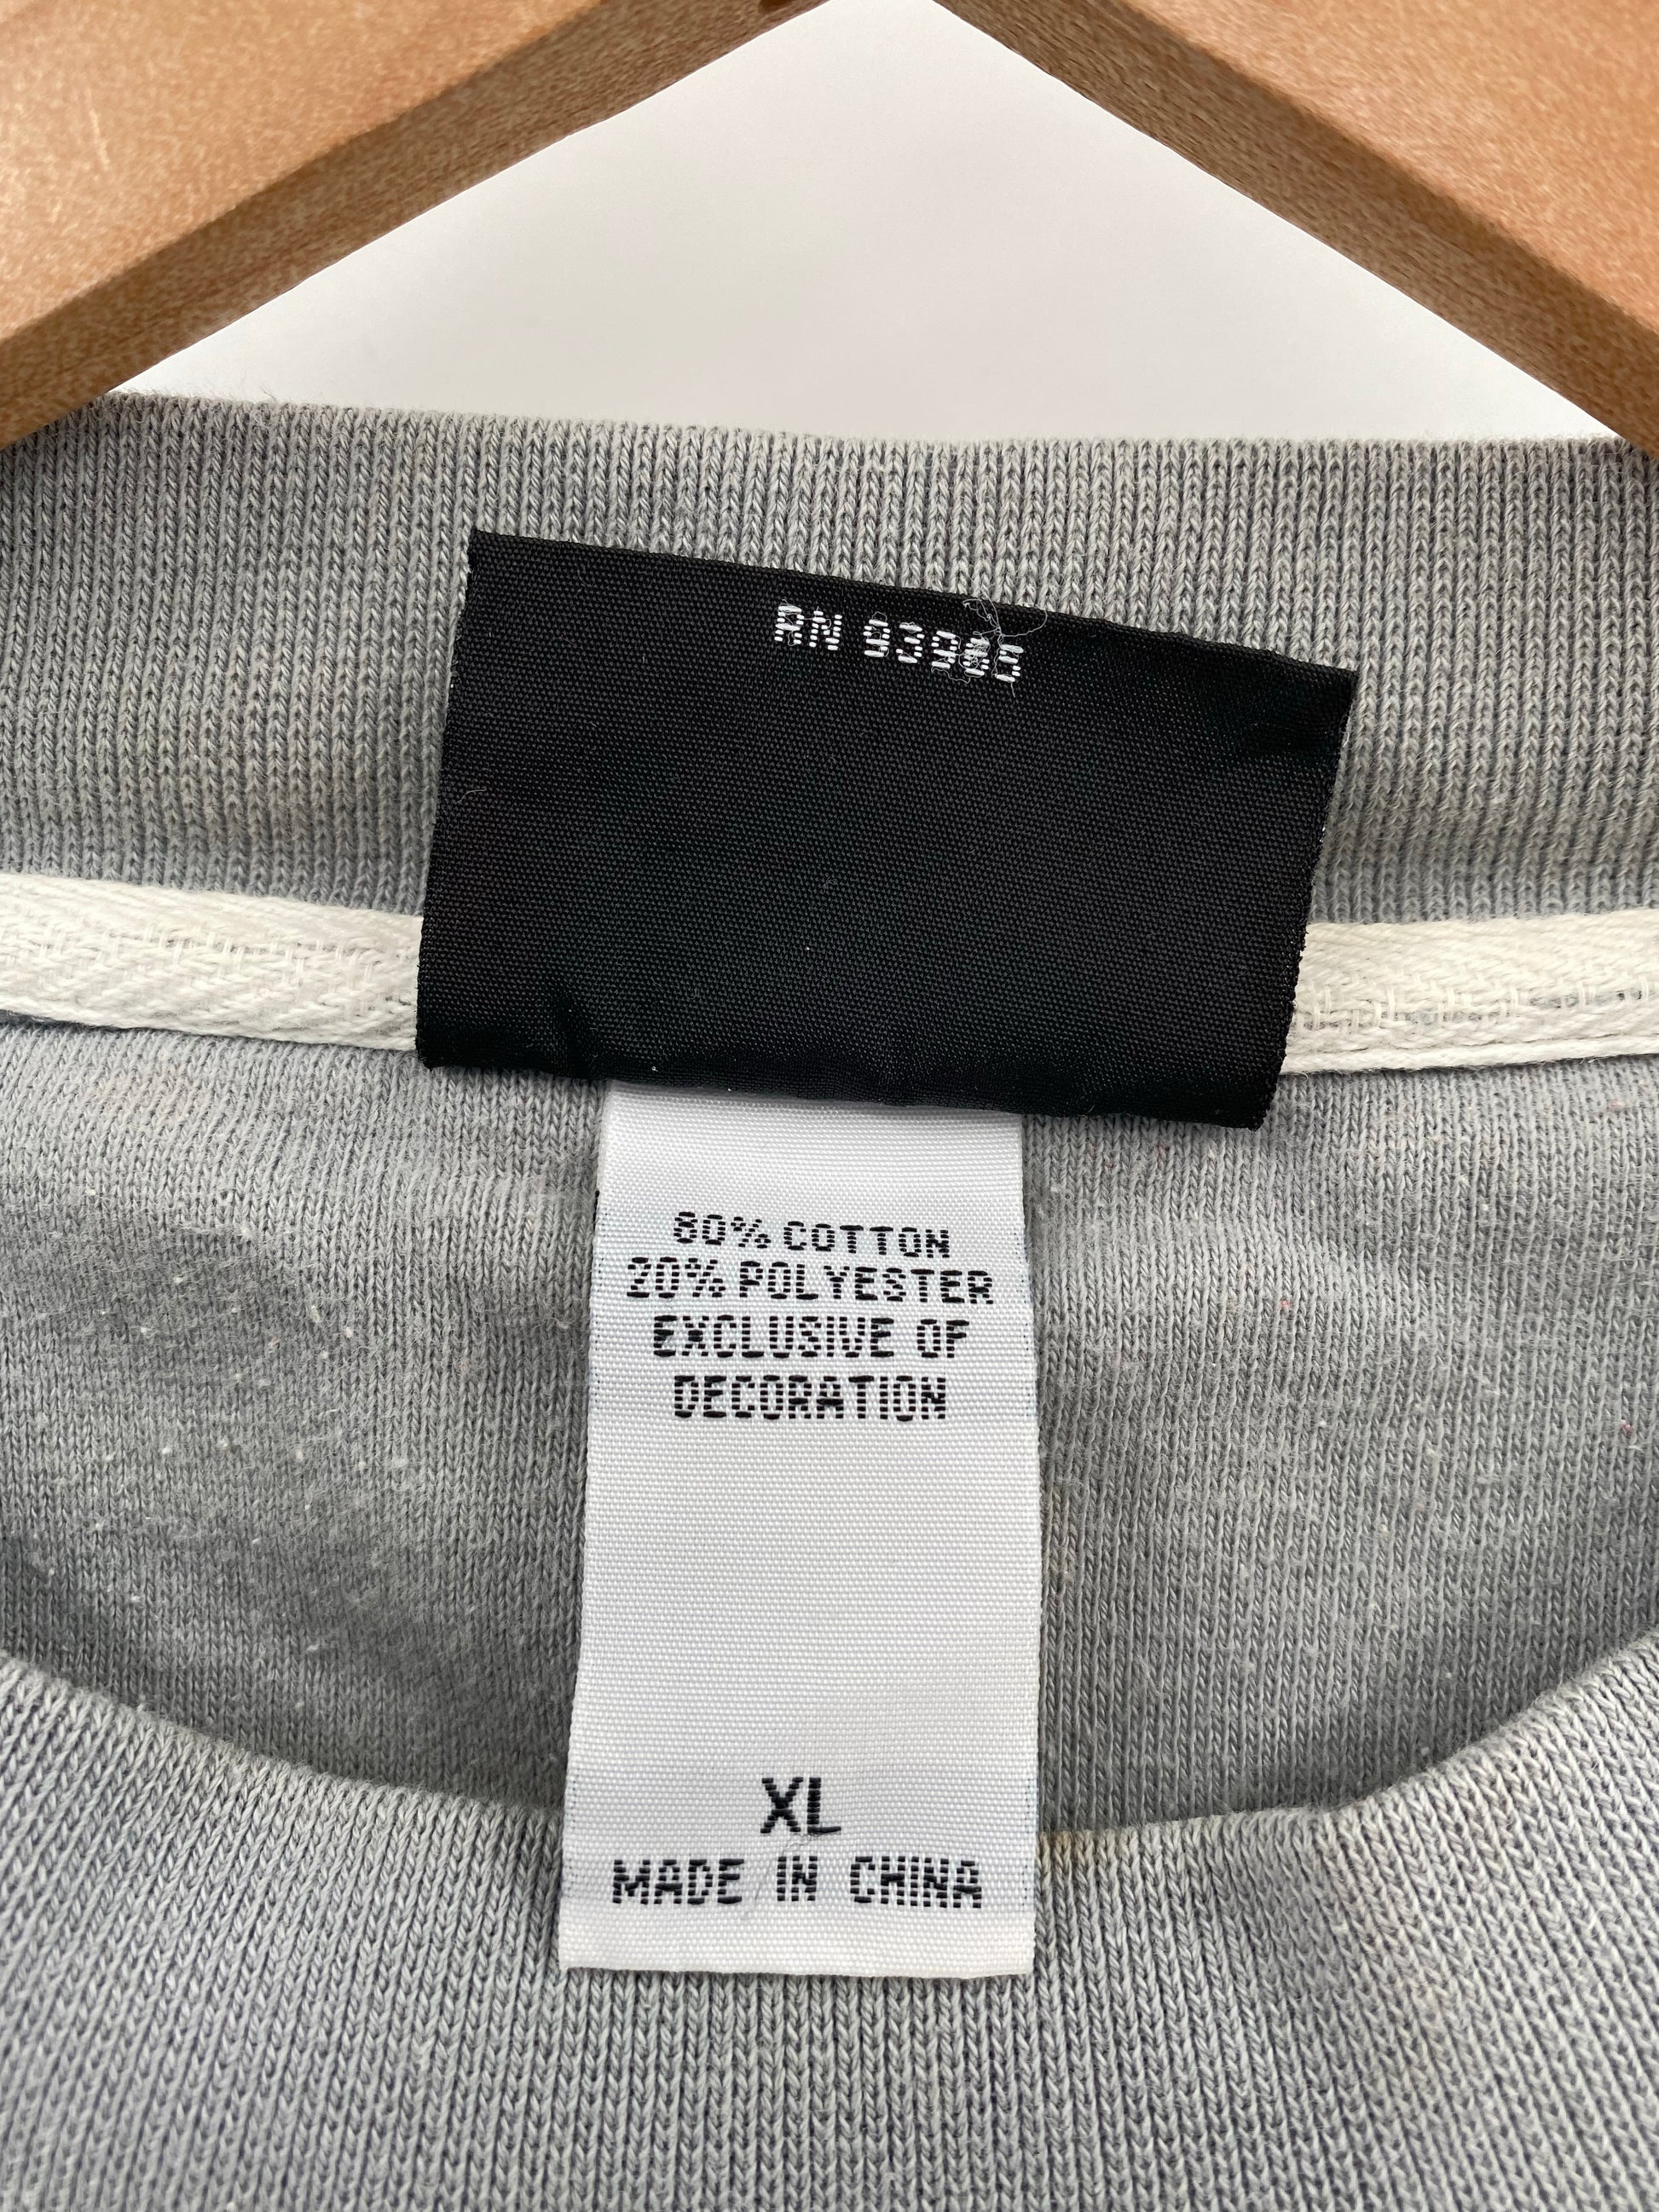 RN 93985
80% COTTON
20% POLYESTER
EXCLUSIVE OF
DECORATION
XL
MADE IN CHINA